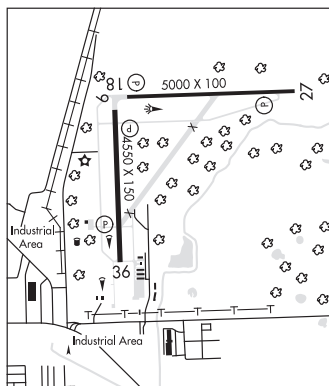 18
P
5000 X 100
9
27
P
P
4550 X 150
P
Industrial
Area
36
T T T T T T
Industrial Area